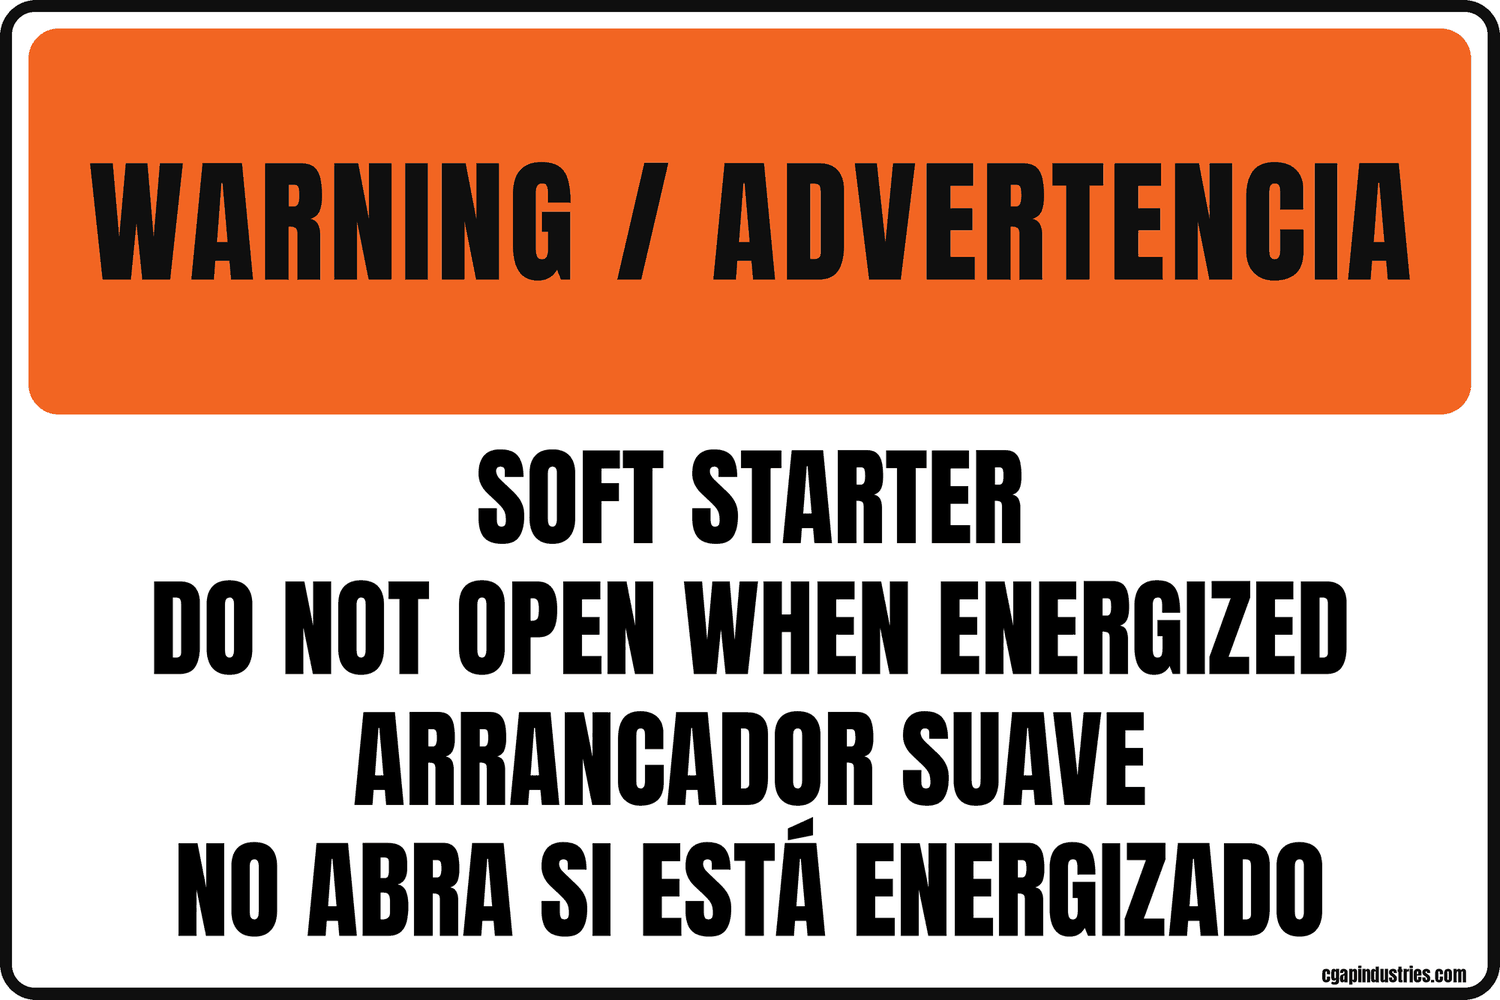 WARNING / ADVERTENCIA
SOFT STARTER
DO NOT OPEN WHEN ENERGIZED
ARRANCADOR SUAVE
NO ABRA SI ESTÁ ENERGIZADO
cgapindustries.com